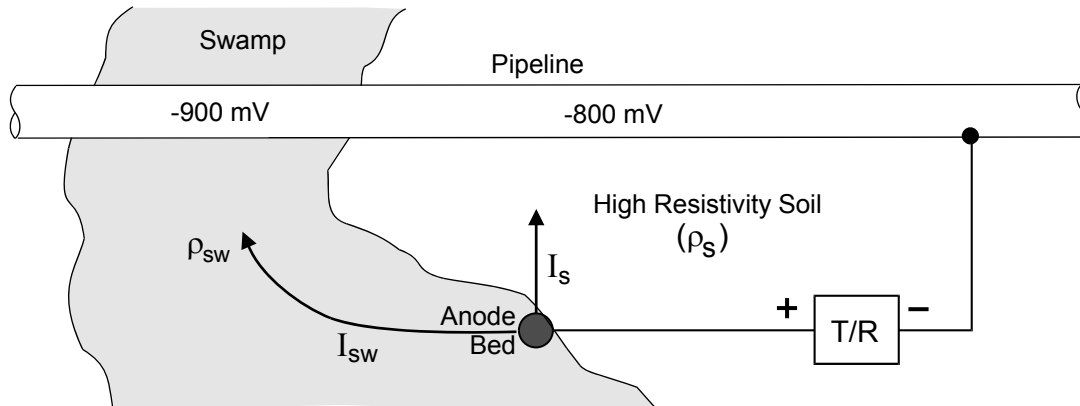 Swamp
Pipeline
-900 mV
-800 mV
High Resistivity Soil
(ρs)
ρsw
Is
Anode
Bed
Isw
+
–
T/R